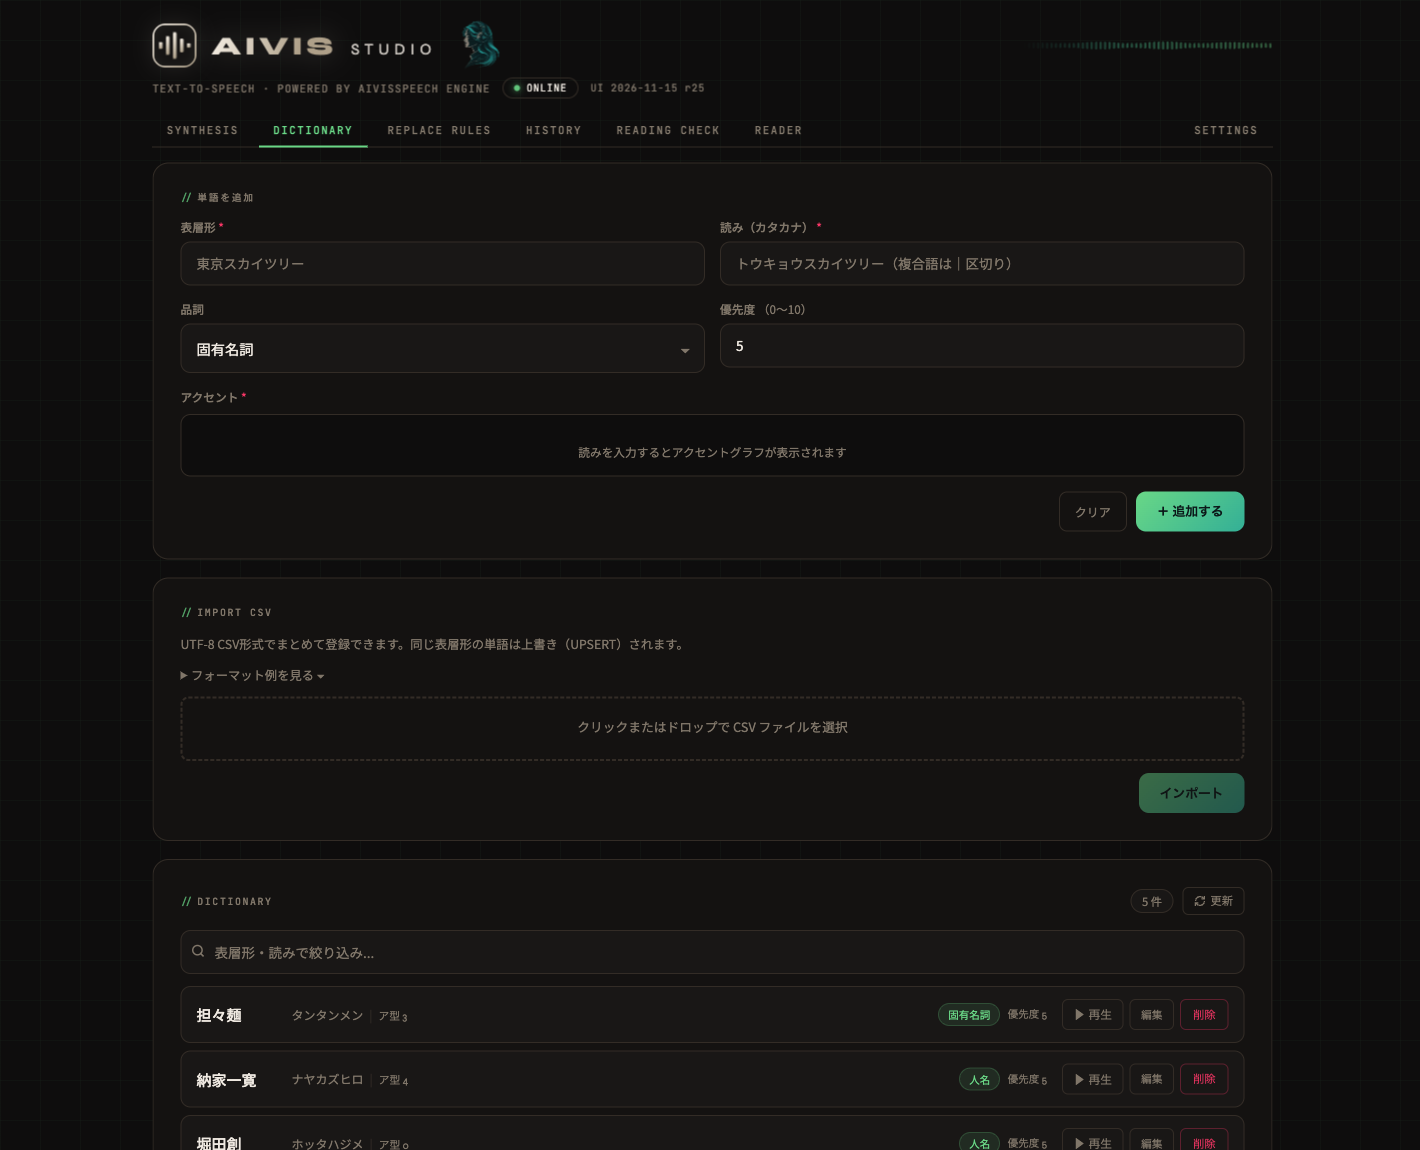 AIVIS STUDIO
TEXT-TO-SPEECH · POWERED BY AIVISSPEECH ENGINE ONLINE UI 2026-11-15 r25
SYNTHESIS DICTIONARY REPLACE RULES HISTORY READING CHECK READER SETTINGS
// 単語を追加
表層形 * 読み（カタカナ） *
東京スカイツリー トウキョウスカイツリー（複合語は｜区切り）
品詞 優先度 （0〜10）
固有名詞 5
アクセント *
読みを入力するとアクセントグラフが表示されます
クリア + 追加する
// IMPORT CSV
UTF-8 CSV形式でまとめて登録できます。同じ表層形の単語は上書き（UPSERT）されます。
▶ フォーマット例を見る
クリックまたはドロップで CSV ファイルを選択
インポート
// DICTIONARY 5 件 更新
表層形・読みで絞り込み...
担々麺 タンタンメン ア型 3 固有名詞 優先度 5 ▶ 再生 編集 削除
納家一寛 ナヤカズヒロ ア型 4 人名 優先度 5 ▶ 再生 編集 削除
堀田創 ホッタハジメ ア型 0 人名 優先度 5 ▶ 再生 編集 削除